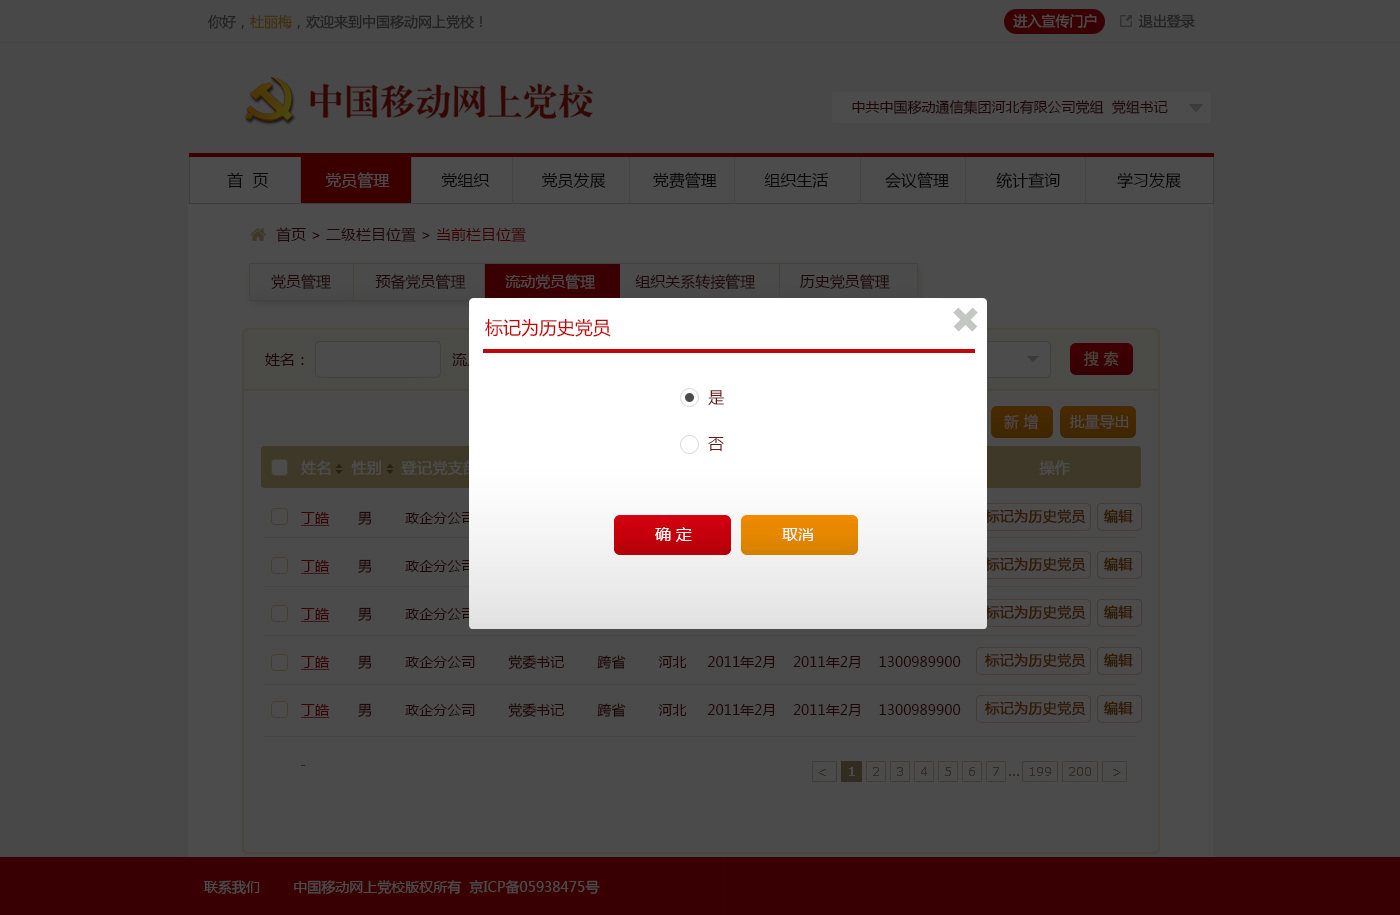 你好，杜丽梅，欢迎来到中国移动网上党校！
进入宣传门户 退出登录
中国移动网上党校
中共中国移动通信集团河北有限公司党组 党组书记
首 页 党员管理 党组织 党员发展 党费管理 组织生活 会议管理 统计查询 学习发展
首页 > 二级栏目位置 > 当前栏目位置
党员管理 预备党员管理 流动党员管理 组织关系转接管理 历史党员管理
标记为历史党员
姓名： 搜 索
是
新 增 批量导出
否
姓名 性别 登记党支 操作
丁皓 男 政企分公司 标记为历史党员 编辑
确 定 取消
丁皓 男 政企分公司 标记为历史党员 编辑
丁皓 男 政企分公司 标记为历史党员 编辑
丁皓 男 政企分公司 党委书记 跨省 河北 2011年2月 2011年2月 1300989900 标记为历史党员 编辑
丁皓 男 政企分公司 党委书记 跨省 河北 2011年2月 2011年2月 1300989900 标记为历史党员 编辑
- < 1 2 3 4 5 6 7 ... 199 200 >
联系我们 中国移动网上党校版权所有 京ICP备05938475号